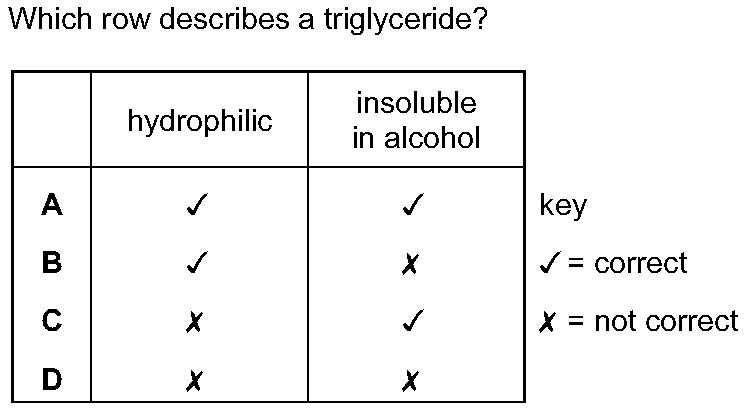 Which row describes a triglyceride?
hydrophilic
insoluble
in alcohol
A ✓ ✓
key
B ✓ ✗
✓ = correct
C ✗ ✓
✗ = not correct
D ✗ ✗